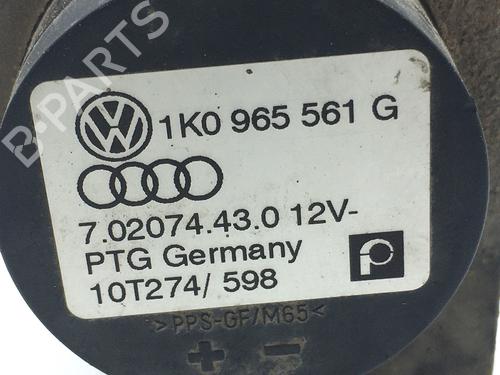 1K0 965 561 G
7.02074.43.0 12V-
PTG Germany
10T274/ 598
>PPS-GF/M65<
+ −
B-PARTS